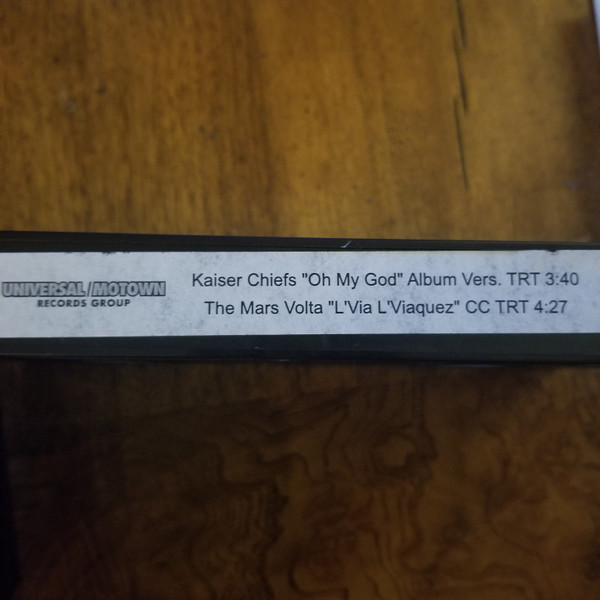 UNIVERSAL/MOTOWN
RECORDS GROUP
Kaiser Chiefs "Oh My God" Album Vers. TRT 3:40
The Mars Volta "L'Via L'Viaquez" CC TRT 4:27